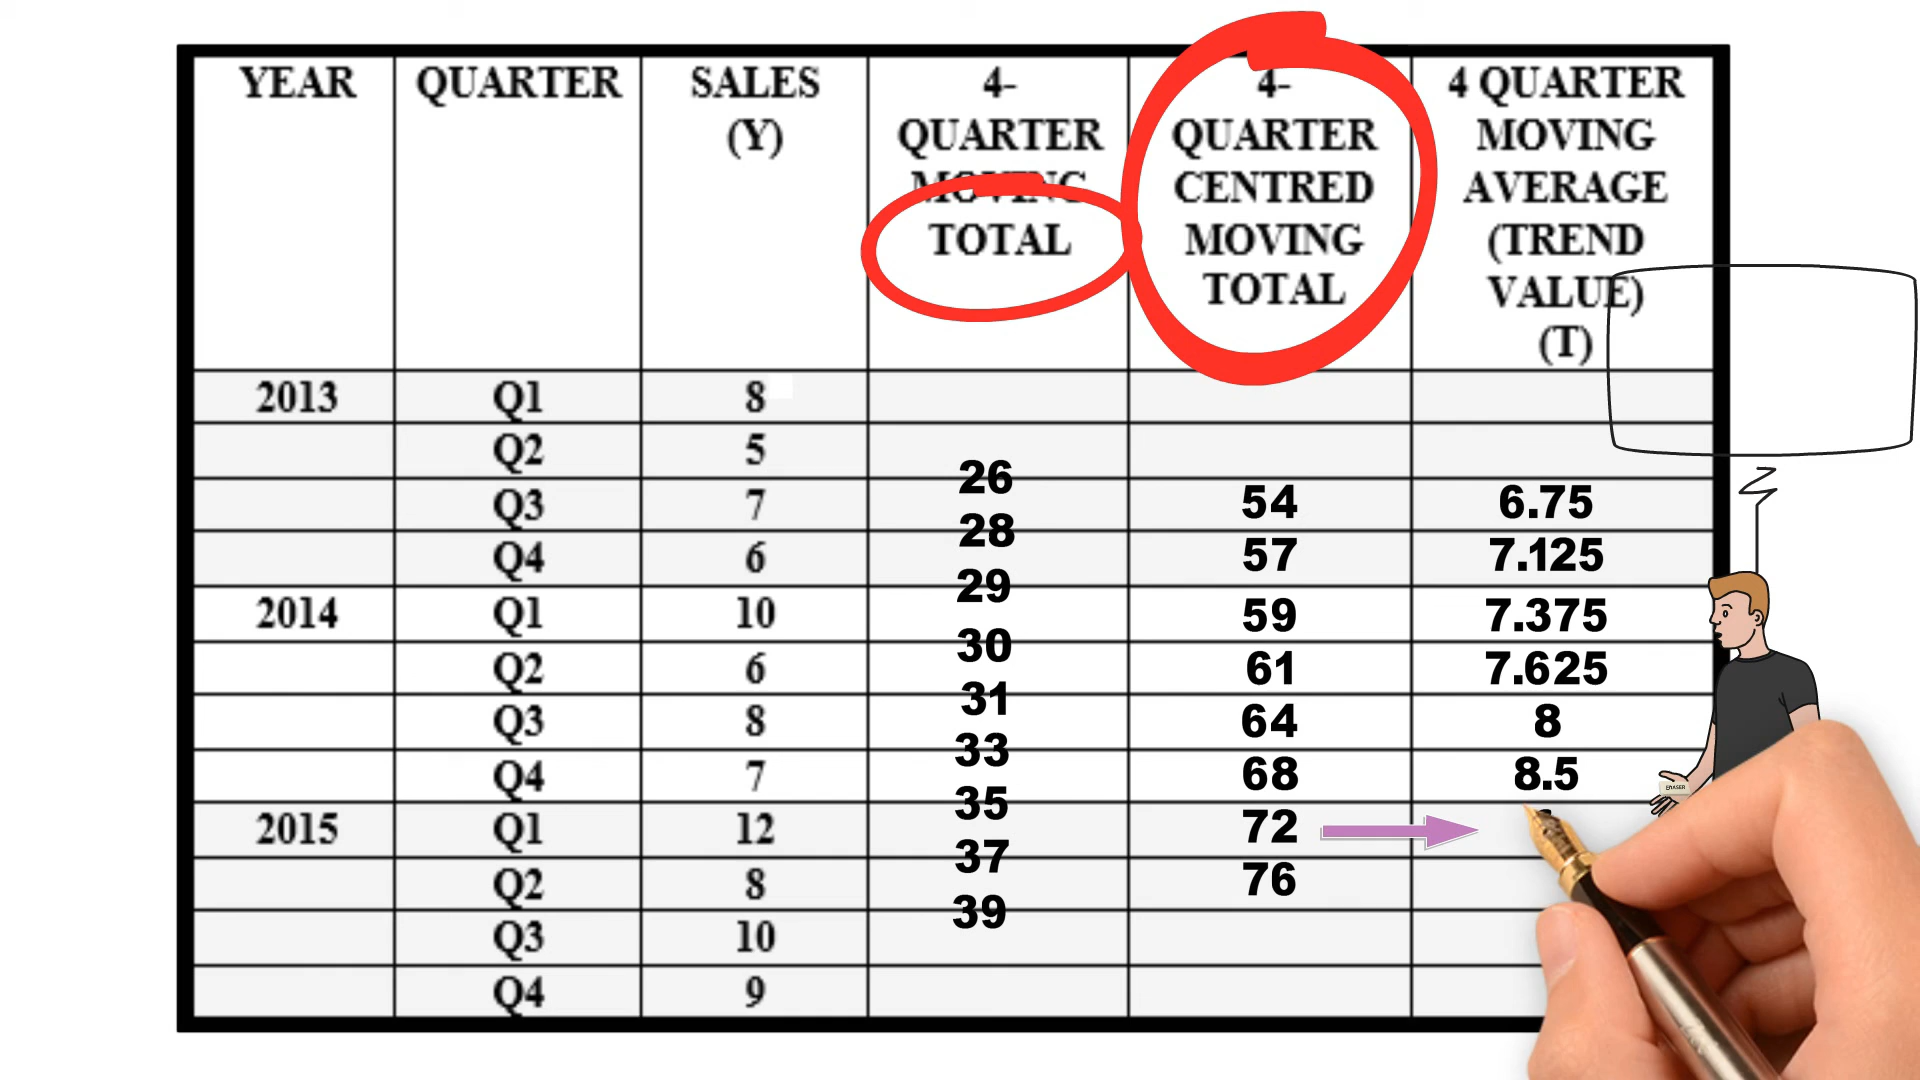 YEAR QUARTER SALES (Y) 4-QUARTER MOVING TOTAL 4-QUARTER CENTRED MOVING TOTAL 4 QUARTER MOVING AVERAGE (TREND VALUE) (T)
2013 Q1 8
Q2 5
26
Q3 7 54 6.75
28
Q4 6 57 7.125
29
2014 Q1 10 59 7.375
30
Q2 6 61 7.625
31
Q3 8 64 8
33
Q4 7 68 8.5
ERASER
35
2015 Q1 12 72
37
Q2 8 76
39
Q3 10
Q4 9